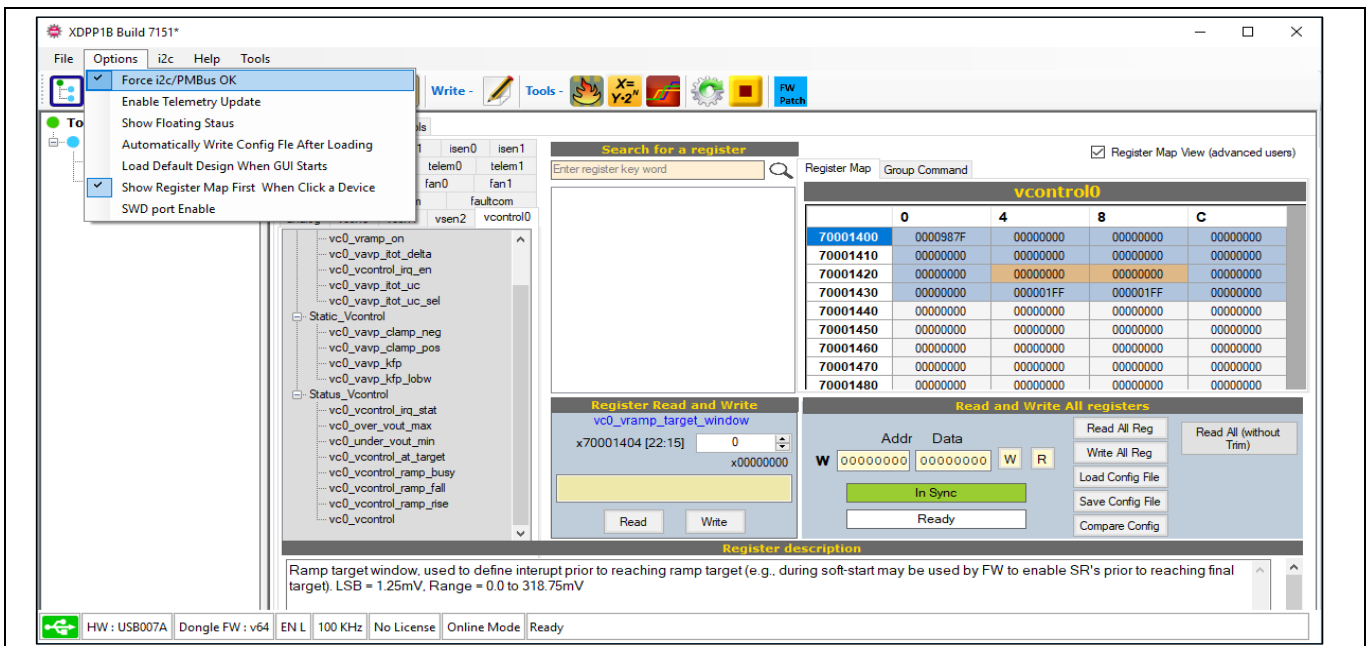 XDPP1B Build 7151*
File Options i2c Help Tools
Force i2c/PMBus OK
Enable Telemetry Update
Show Floating Staus
Automatically Write Config Fle After Loading
Load Default Design When GUI Starts
Show Register Map First When Click a Device
SWD port Enable
Write - Tools - X= Y·2ᴺ FW Patch
To
isen0 isen1
telem0 telem1
fan0 fan1
faultcom
vsen2 vcontrol0
vc0_vramp_on
vc0_vavp_itot_delta
vc0_vcontrol_irq_en
vc0_vavp_itot_uc
vc0_vavp_itot_uc_sel
Static_Vcontrol
vc0_vavp_clamp_neg
vc0_vavp_clamp_pos
vc0_vavp_kfp
vc0_vavp_kfp_lobw
Status_Vcontrol
vc0_vcontrol_irq_stat
vc0_over_vout_max
vc0_under_vout_min
vc0_vcontrol_at_target
vc0_vcontrol_ramp_busy
vc0_vcontrol_ramp_fall
vc0_vcontrol_ramp_rise
vc0_vcontrol
Search for a register
Enter register key word
Register Map View (advanced users)
Register Map Group Command
vcontrol0
0 4 8 C
70001400 0000987F 00000000 00000000 00000000
70001410 00000000 00000000 00000000 00000000
70001420 00000000 00000000 00000000 00000000
70001430 00000000 000001FF 000001FF 00000000
70001440 00000000 00000000 00000000 00000000
70001450 00000000 00000000 00000000 00000000
70001460 00000000 00000000 00000000 00000000
70001470 00000000 00000000 00000000 00000000
70001480 00000000 00000000 00000000 00000000
Register Read and Write
vc0_vramp_target_window
x70001404 [22:15] 0
x00000000
Read Write
Read and Write All registers
Addr Data
W 00000000 00000000 W R
In Sync
Ready
Read All Reg
Write All Reg
Load Config File
Save Config File
Compare Config
Read All (without
Trim)
Register description
Ramp target window, used to define interupt prior to reaching ramp target (e.g., during soft-start may be used by FW to enable SR's prior to reaching final
target). LSB = 1.25mV, Range = 0.0 to 318.75mV
HW : USB007A Dongle FW : v64 EN L 100 KHz No License Online Mode Ready